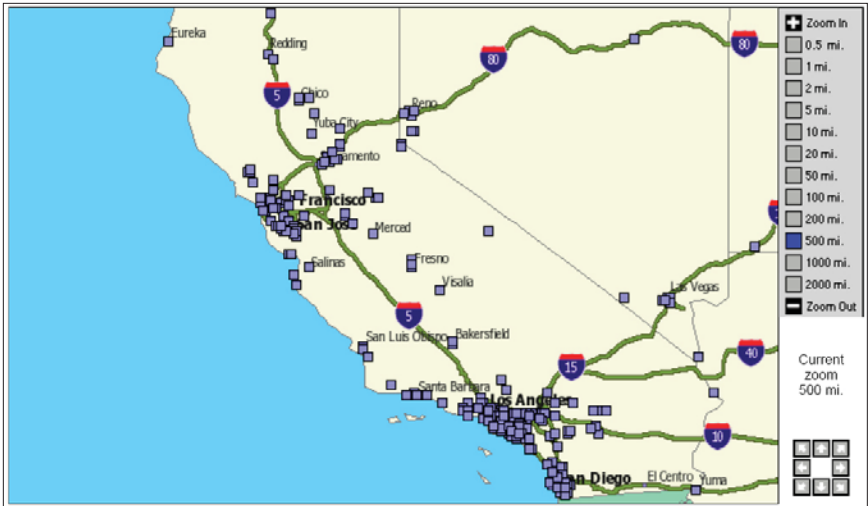 Eureka
Redding
5
Chico
Yuba City
Reno
80
80
amento
Francisco
San Jos
Merced
Salinas
Fresno
Visalia
5
San Luis Obispo
Bakersfield
Santa Barbara
Los Angeles
Las Vegas
15
40
10
an Diego
El Centro
Yuma
Zoom In
0.5 mi.
1 mi.
2 mi.
5 mi.
10 mi.
20 mi.
50 mi.
100 mi.
200 mi.
500 mi.
1000 mi.
2000 mi.
Zoom Out
Current
zoom
500 mi.